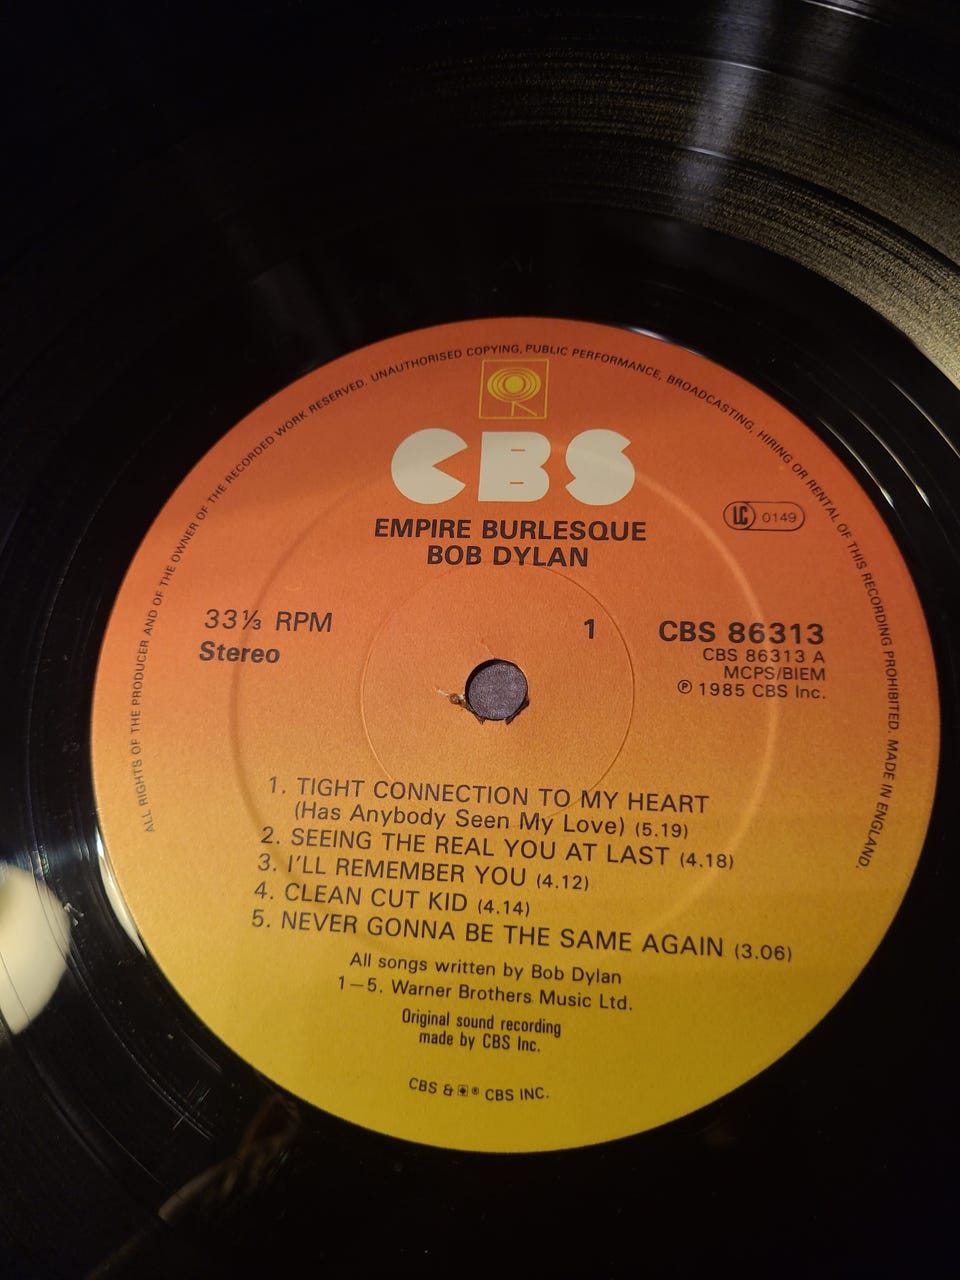 ALL RIGHTS OF THE PRODUCER AND OF THE OWNER OF THE RECORDED WORK RESERVED. UNAUTHORISED COPYING, PUBLIC PERFORMANCE, BROADCASTING, HIRING OR RENTAL OF THIS RECORDING PROHIBITED. MADE IN ENGLAND.
CBS
EMPIRE BURLESQUE
BOB DYLAN
LC 0149
33⅓ RPM
Stereo
1
CBS 86313
CBS 86313 A
MCPS/BIEM
℗ 1985 CBS Inc.
1. TIGHT CONNECTION TO MY HEART
(Has Anybody Seen My Love) (5.19)
2. SEEING THE REAL YOU AT LAST (4.18)
3. I'LL REMEMBER YOU (4.12)
4. CLEAN CUT KID (4.14)
5. NEVER GONNA BE THE SAME AGAIN (3.06)
All songs written by Bob Dylan
1—5. Warner Brothers Music Ltd.
Original sound recording
made by CBS Inc.
CBS & ® CBS INC.